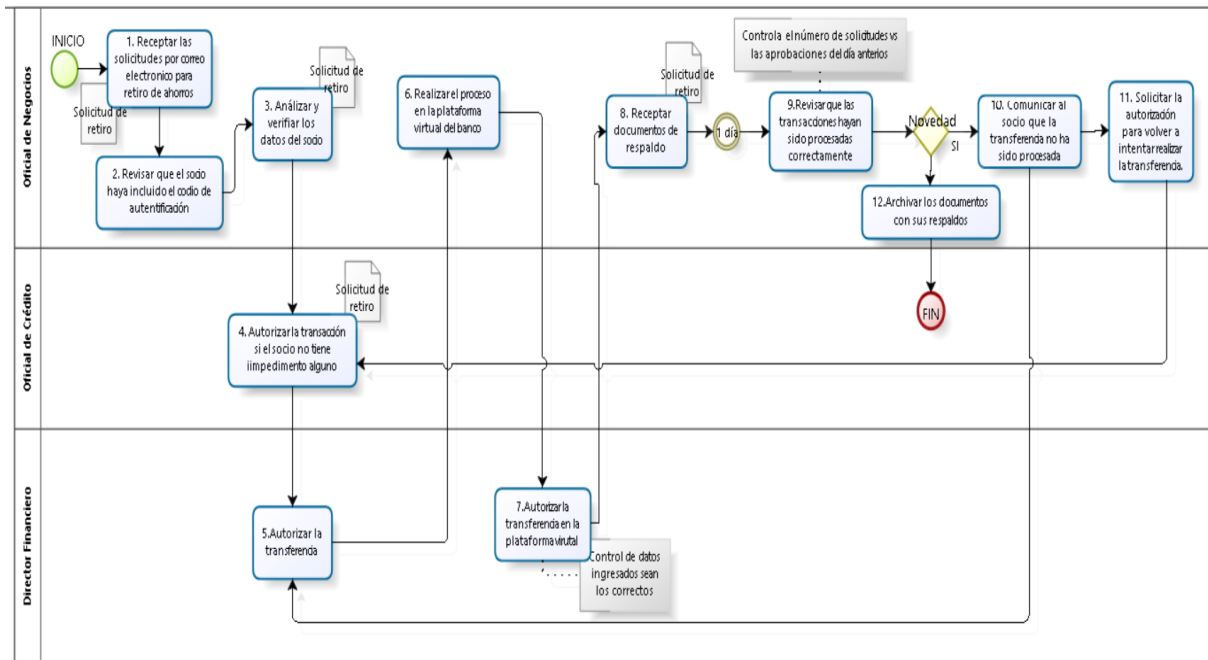 Oficial de Negocios
INICIO
1. Receptar las
solicitudes por correo
electronico para
retiro de ahorros
Solicitud de
retiro
2. Revisar que el socio
haya incluido el codio de
autentificación
Solicitud de
retiro
3. Análizar y
verifiar los
datos del socio
6. Realizar el proceso
en la plataforma
virtual del banco
Solicitud de
retiro
8. Receptar
documentos de
respaldo
1 día
Controla el número de solicitudes vs
las aprobaciones del día anterios
9.Revisar que las
transacciones hayan
sido procesadas
correctamente
Novedad
SI
10. Comunicar al
socio que la
transferencia no ha
sido procesada
11. Solicitar la
autorización
para volver a
intentar realizar
la transferencia.
12.Archivar los documentos
con sus respaldos
Oficial de Crédito
Solicitud de
retiro
4. Autorizar la transacción
si el socio no tiene
iimpedimento alguno
FIN
Director Financiero
5.Autorizar la
transferencia
7.Autorizar la
transferencia en la
plataforma virutal
Control de datos
ingresados sean
los correctos